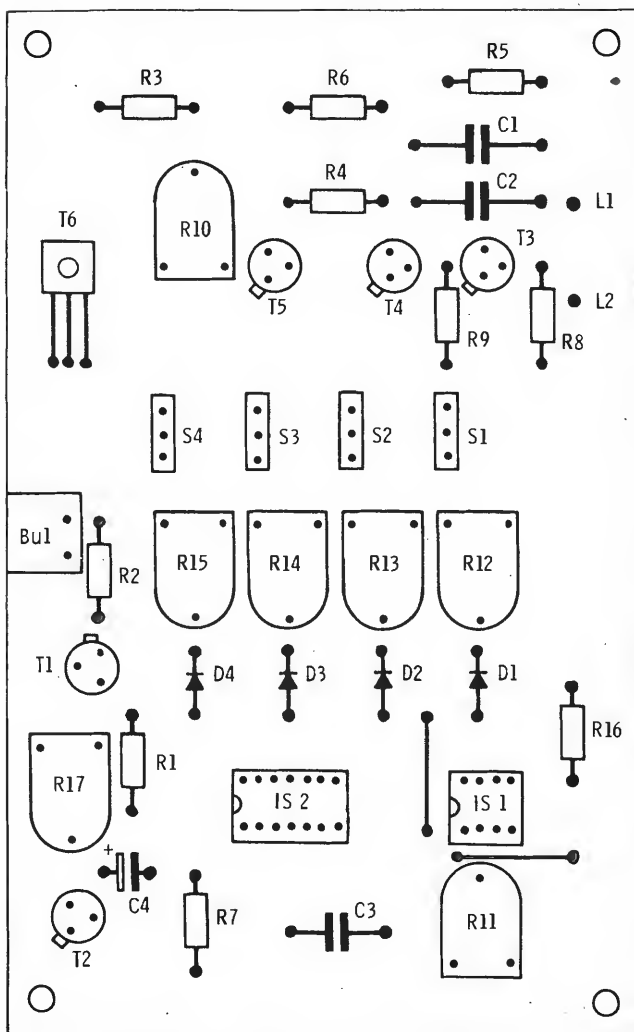 R5
R3
R6
C1
R4
C2
L1
T6
R10
T3
T5
T4
L2
R9
R8
S4
S3
S2
S1
Bu1
R2
R15
R14
R13
R12
T1
D4
D3
D2
D1
R16
R17
R1
IS 2
IS 1
+
C4
R7
C3
R11
T2